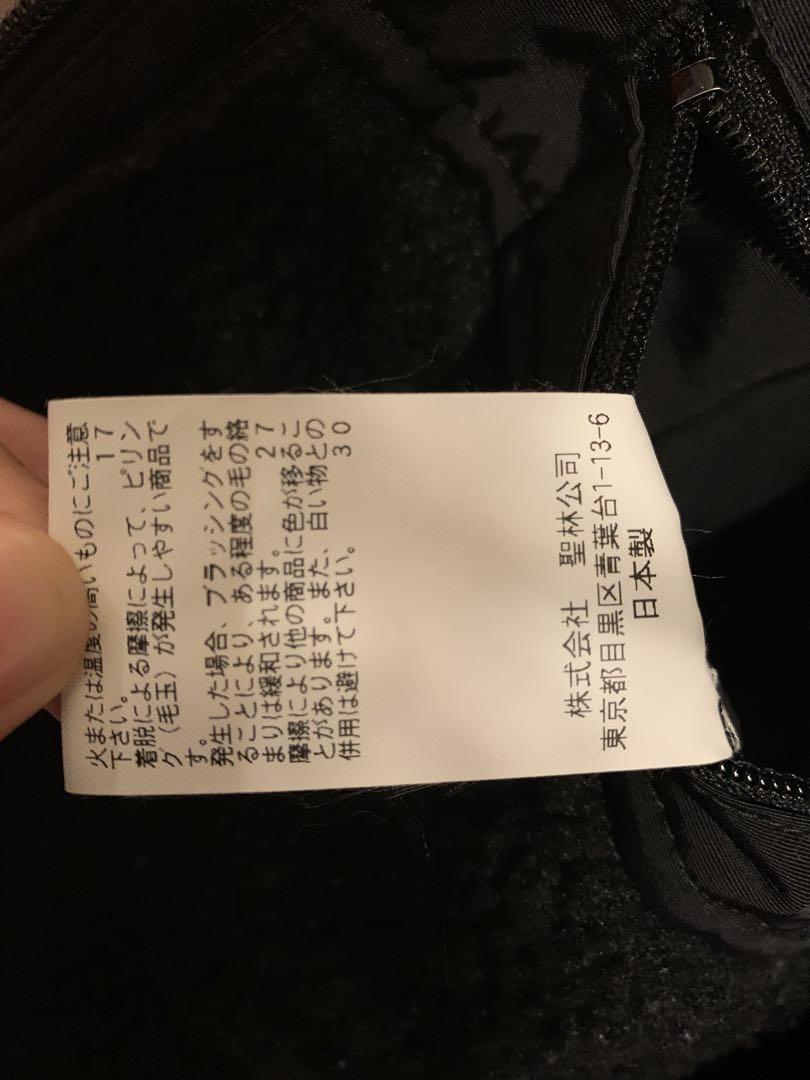 火または温度の高いものにご注意
下さい。 17
着脱による摩擦によって、ピリン
グ(毛玉)が発生しやすい商品で
す。
発生した場合、ブラッシングをす
ることにより、ある程度の毛の絡
まりは緩和されます。 27
摩擦により他の商品に色が移るこ
とがあります。また、白い物との
併用は避けて下さい。 30
株式会社 聖林公司
東京都目黒区青葉台1-13-6
日本製